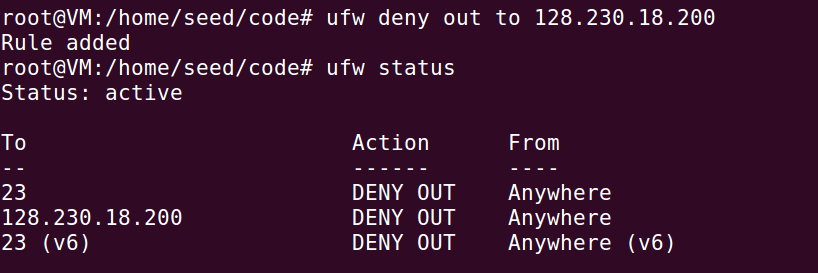 root@VM:/home/seed/code# ufw deny out to 128.230.18.200
Rule added
root@VM:/home/seed/code# ufw status
Status: active
To                         Action      From
--                         ------      ----
23                         DENY OUT    Anywhere
128.230.18.200             DENY OUT    Anywhere
23 (v6)                    DENY OUT    Anywhere (v6)